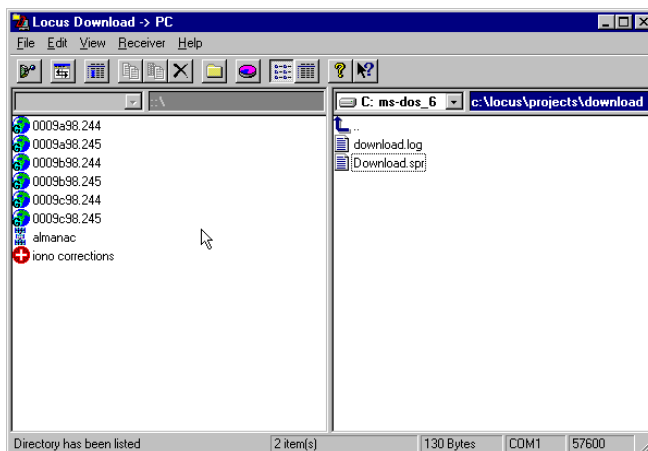 Locus Download -> PC
File Edit View Receiver Help
::\
C: ms-dos_6
c:\locus\projects\download
0009a98.244
0009a98.245
0009b98.244
0009b98.245
0009c98.244
0009c98.245
almanac
iono corrections
..
download.log
Download.spr
Directory has been listed
2 item(s)
130 Bytes
COM1
57600